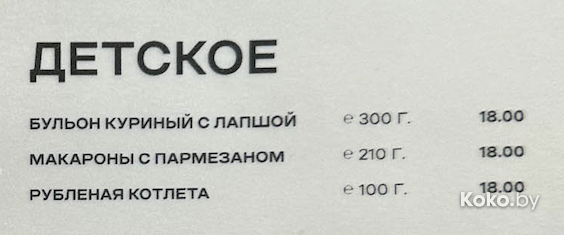 ДЕТСКОЕ
БУЛЬОН КУРИНЫЙ С ЛАПШОЙ ℮ 300 Г. 18.00
МАКАРОНЫ С ПАРМЕЗАНОМ ℮ 210 Г. 18.00
РУБЛЕНАЯ КОТЛЕТА ℮ 100 Г. 18.00
Koko.by